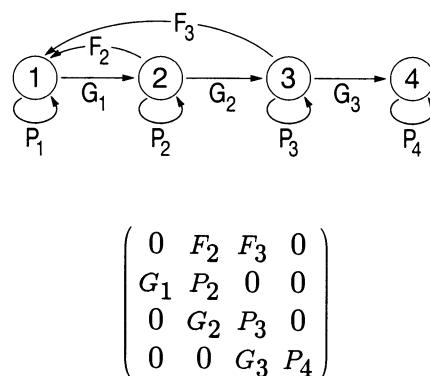 F₃
F₂
1 2 3 4
G₁ G₂ G₃
P₁ P₂ P₃ P₄
0 F₂ F₃ 0
G₁ P₂ 0 0
0 G₂ P₃ 0
0 0 G₃ P₄